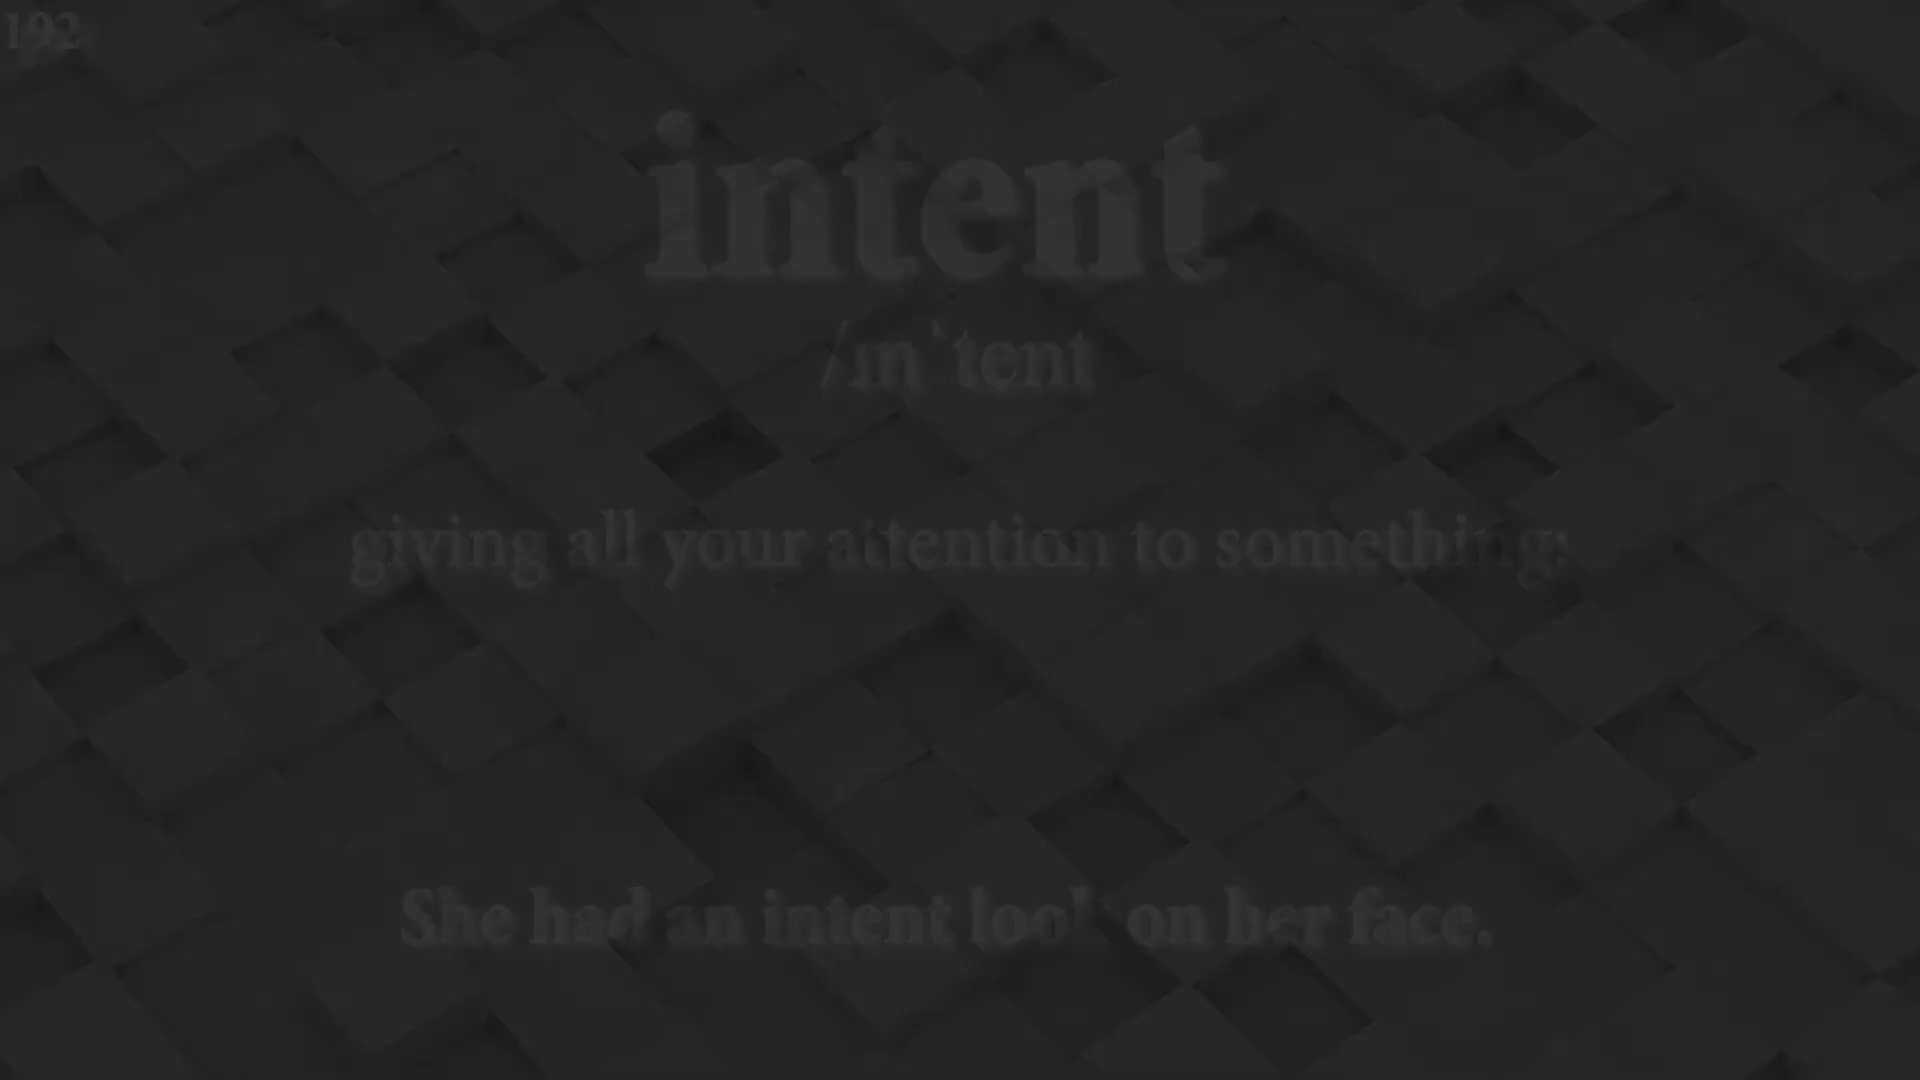 192
intent
/ɪnˈtent
giving all your attention to something:
She had an intent look on her face.